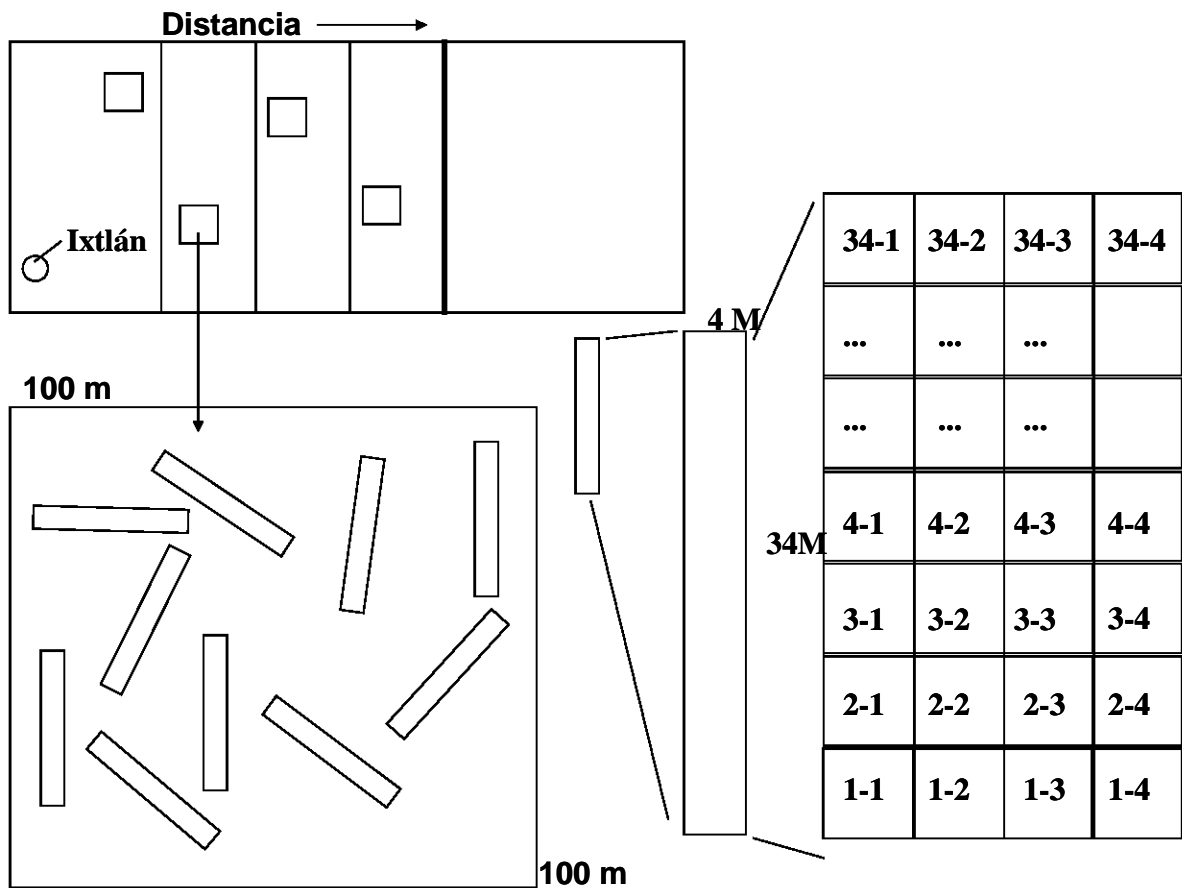 Distancia
Ixtlán
100 m
100 m
4 M
34M
34-1 34-2 34-3 34-4
... ... ...
... ... ...
4-1 4-2 4-3 4-4
3-1 3-2 3-3 3-4
2-1 2-2 2-3 2-4
1-1 1-2 1-3 1-4